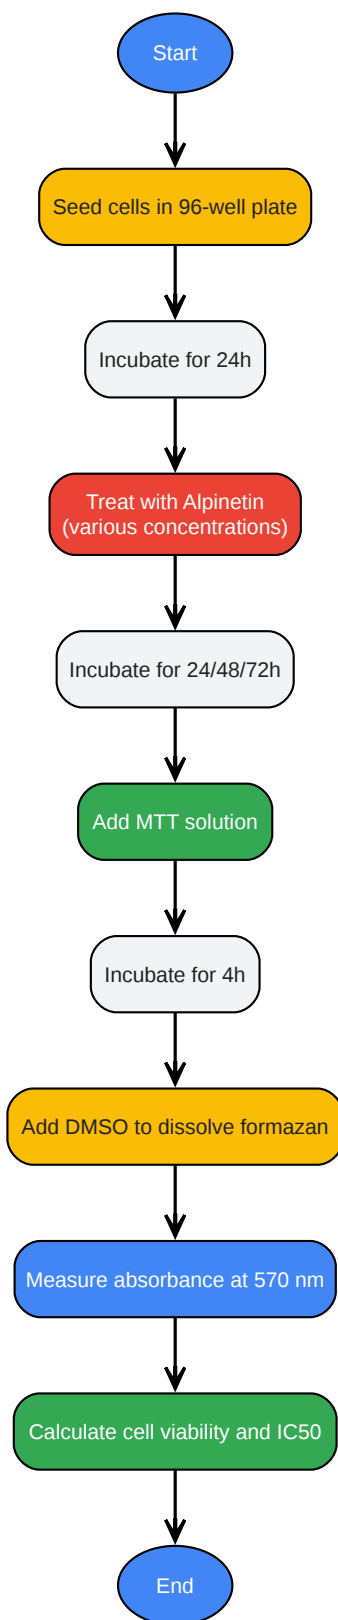 Start
Seed cells in 96-well plate
Incubate for 24h
Treat with Alpinetin
(various concentrations)
Incubate for 24/48/72h
Add MTT solution
Incubate for 4h
Add DMSO to dissolve formazan
Measure absorbance at 570 nm
Calculate cell viability and IC50
End